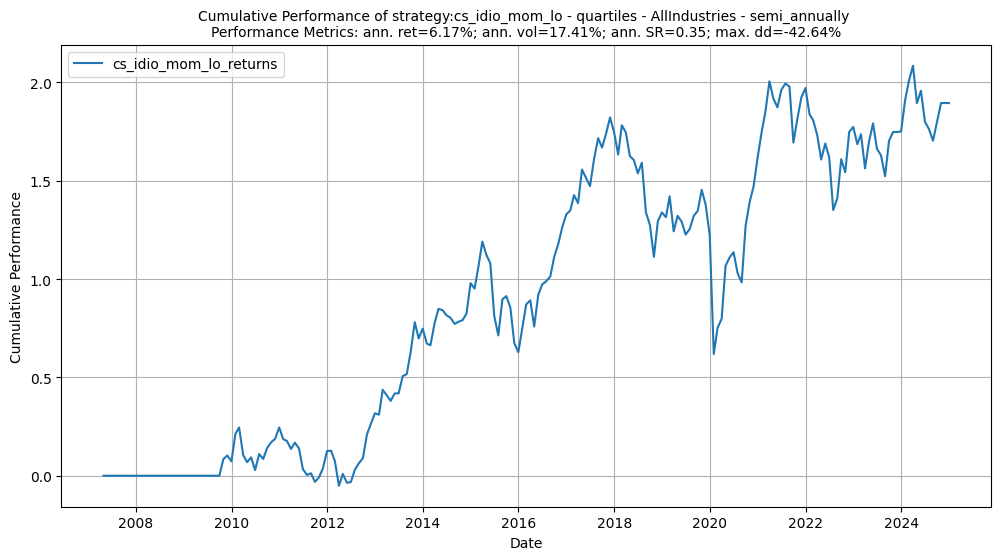 Cumulative Performance of strategy:cs_idio_mom_lo - quartiles - AllIndustries - semi_annually
Performance Metrics: ann. ret=6.17%; ann. vol=17.41%; ann. SR=0.35; max. dd=-42.64%
cs_idio_mom_lo_returns
Cumulative Performance
2.0
1.5
1.0
0.5
0.0
2008 2010 2012 2014 2016 2018 2020 2022 2024
Date